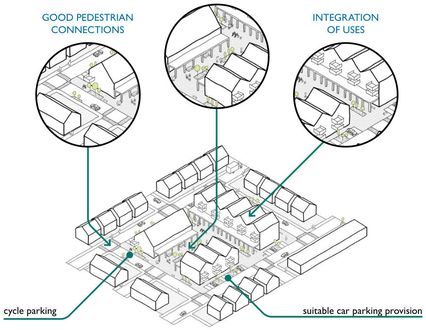 GOOD PEDESTRIAN
CONNECTIONS
INTEGRATION
OF USES
cycle parking
suitable car parking provision